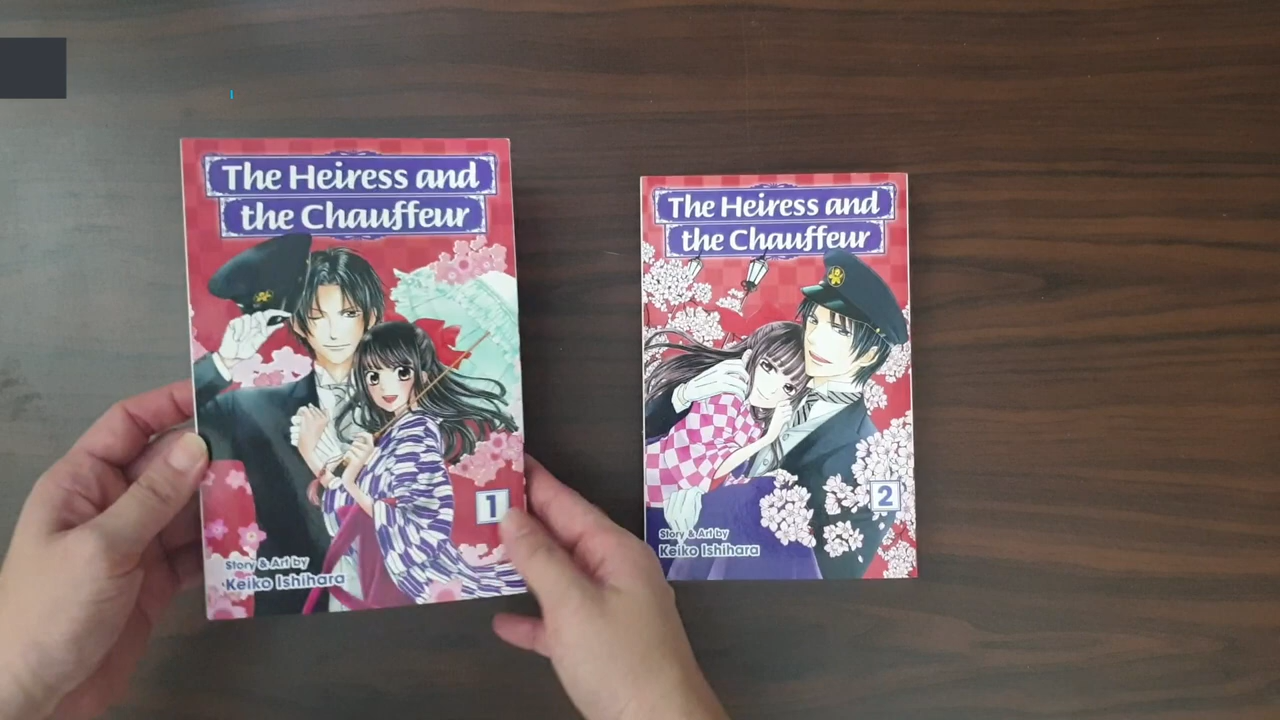 The Heiress and
the Chauffeur
1
Story & Art by
Keiko Ishihara
The Heiress and
the Chauffeur
2
Story & Art by
Keiko Ishihara